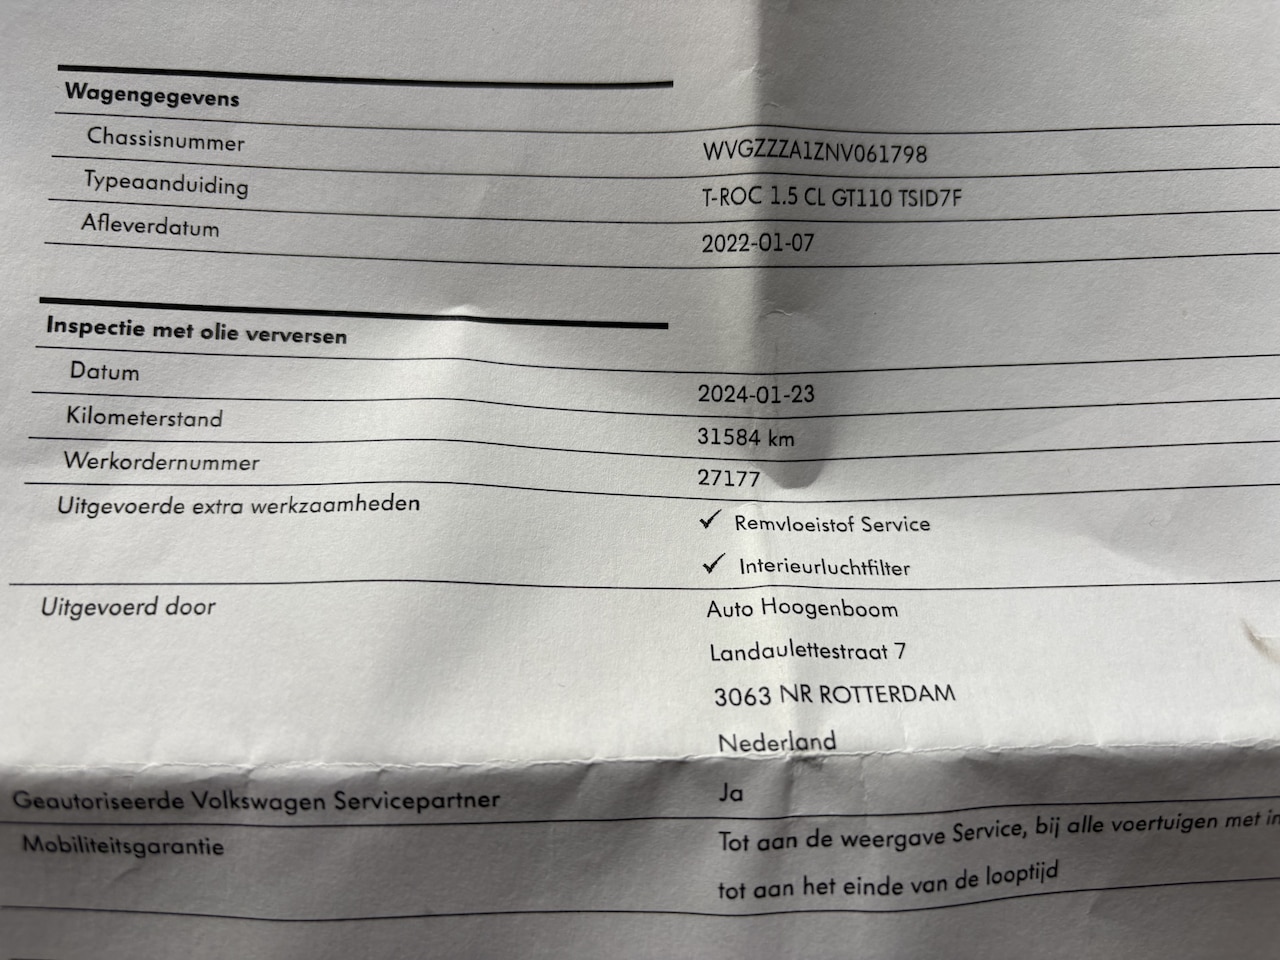 Wagengegevens
Chassisnummer WVGZZZA1ZNV061798
Typeaanduiding T-ROC 1.5 CL GT110 TSID7F
Afleverdatum 2022-01-07
Inspectie met olie verversen
Datum 2024-01-23
Kilometerstand 31584 km
Werkordernummer 27177
Uitgevoerde extra werkzaamheden ✓ Remvloeistof Service
✓ Interieurluchtfilter
Uitgevoerd door Auto Hoogenboom
Landaulettestraat 7
3063 NR ROTTERDAM
Nederland
Geautoriseerde Volkswagen Servicepartner Ja
Mobiliteitsgarantie Tot aan de weergave Service, bij alle voertuigen met
tot aan het einde van de looptijd